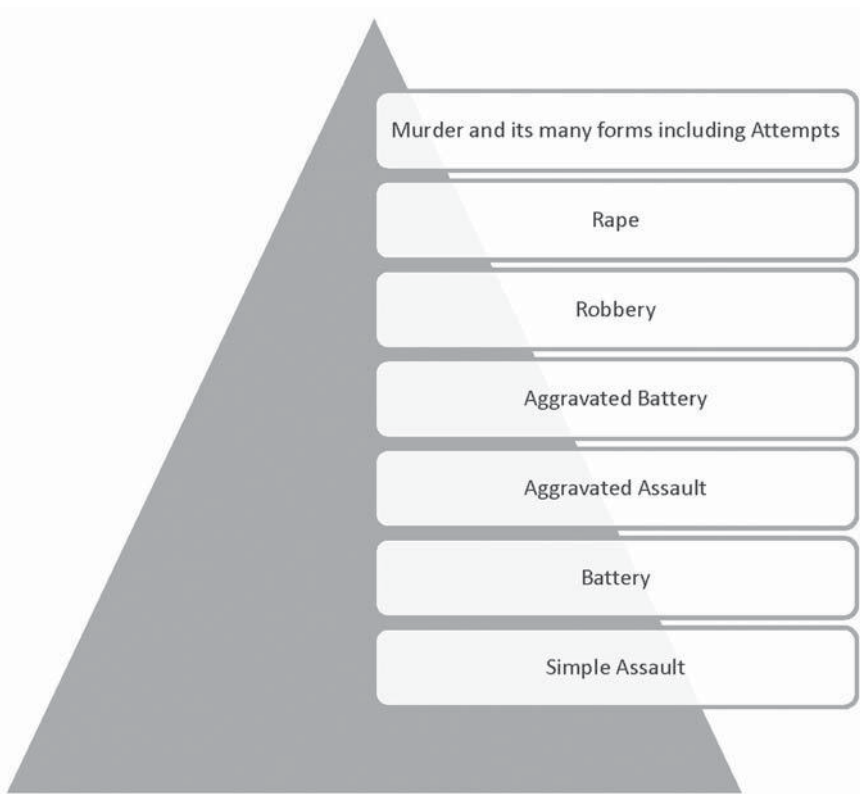 Murder and its many forms including Attempts
Rape
Robbery
Aggravated Battery
Aggravated Assault
Battery
Simple Assault